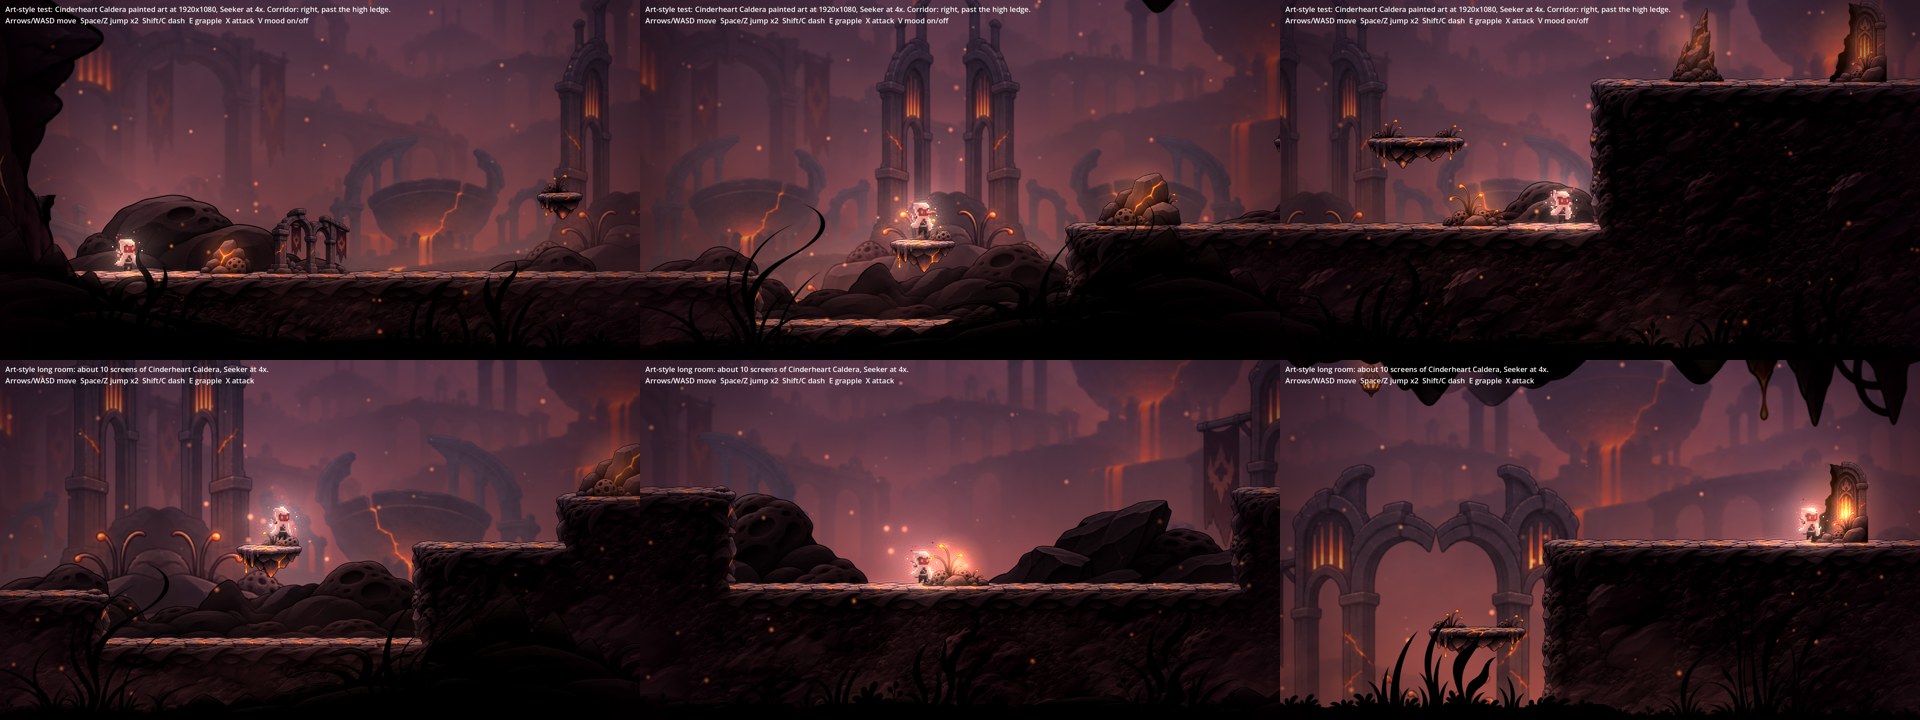 Art-style test: Cinderheart Caldera painted art at 1920x1080, Seeker at 4x. Corridor: right, past the high ledge.
Arrows/WASD move  Space/Z jump x2  Shift/C dash  E grapple  X attack  V mood on/off
Art-style test: Cinderheart Caldera painted art at 1920x1080, Seeker at 4x. Corridor: right, past the high ledge.
Arrows/WASD move  Space/Z jump x2  Shift/C dash  E grapple  X attack  V mood on/off
Art-style test: Cinderheart Caldera painted art at 1920x1080, Seeker at 4x. Corridor: right, past the high ledge.
Arrows/WASD move  Space/Z jump x2  Shift/C dash  E grapple  X attack  V mood on/off
Art-style long room: about 10 screens of Cinderheart Caldera, Seeker at 4x.
Arrows/WASD move  Space/Z jump x2  Shift/C dash  E grapple  X attack
Art-style long room: about 10 screens of Cinderheart Caldera, Seeker at 4x.
Arrows/WASD move  Space/Z jump x2  Shift/C dash  E grapple  X attack
Art-style long room: about 10 screens of Cinderheart Caldera, Seeker at 4x.
Arrows/WASD move  Space/Z jump x2  Shift/C dash  E grapple  X attack